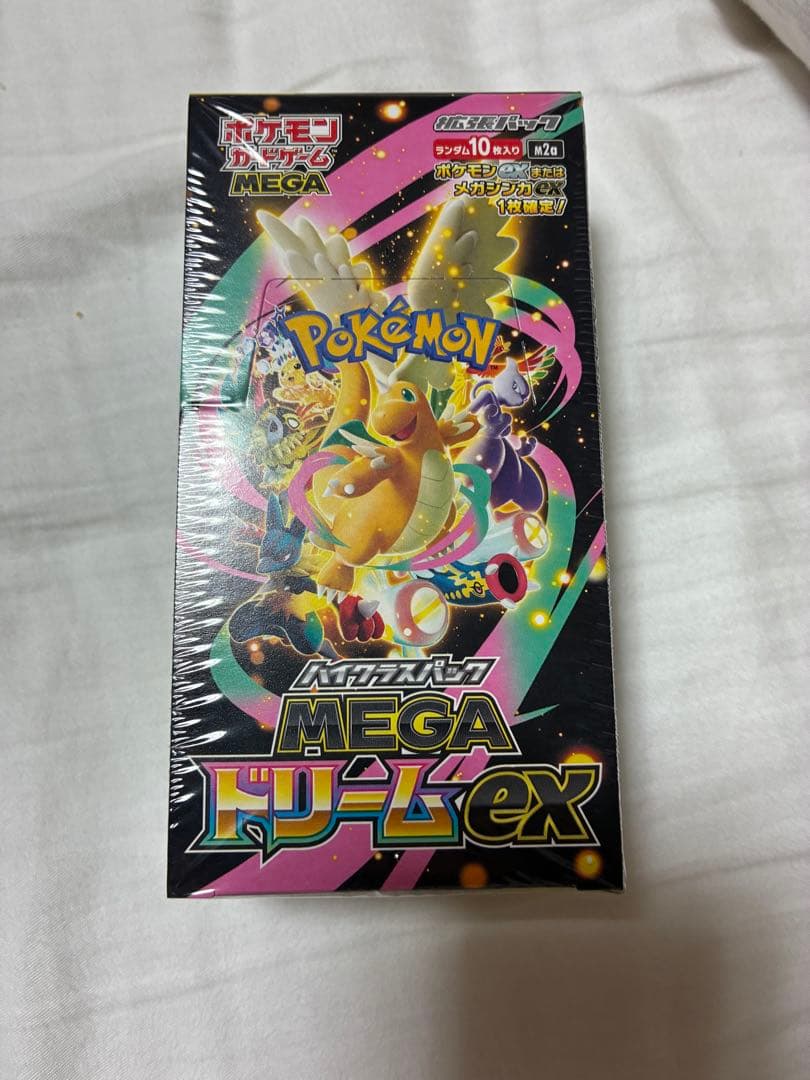 ポケモン
カードゲーム
MEGA
拡張パック
ランダム10枚入り M2a
ポケモンexまたは
メガシンカex
1枚確定!
POKéMON
TM
ハイクラスパック
MEGA
ドリームex